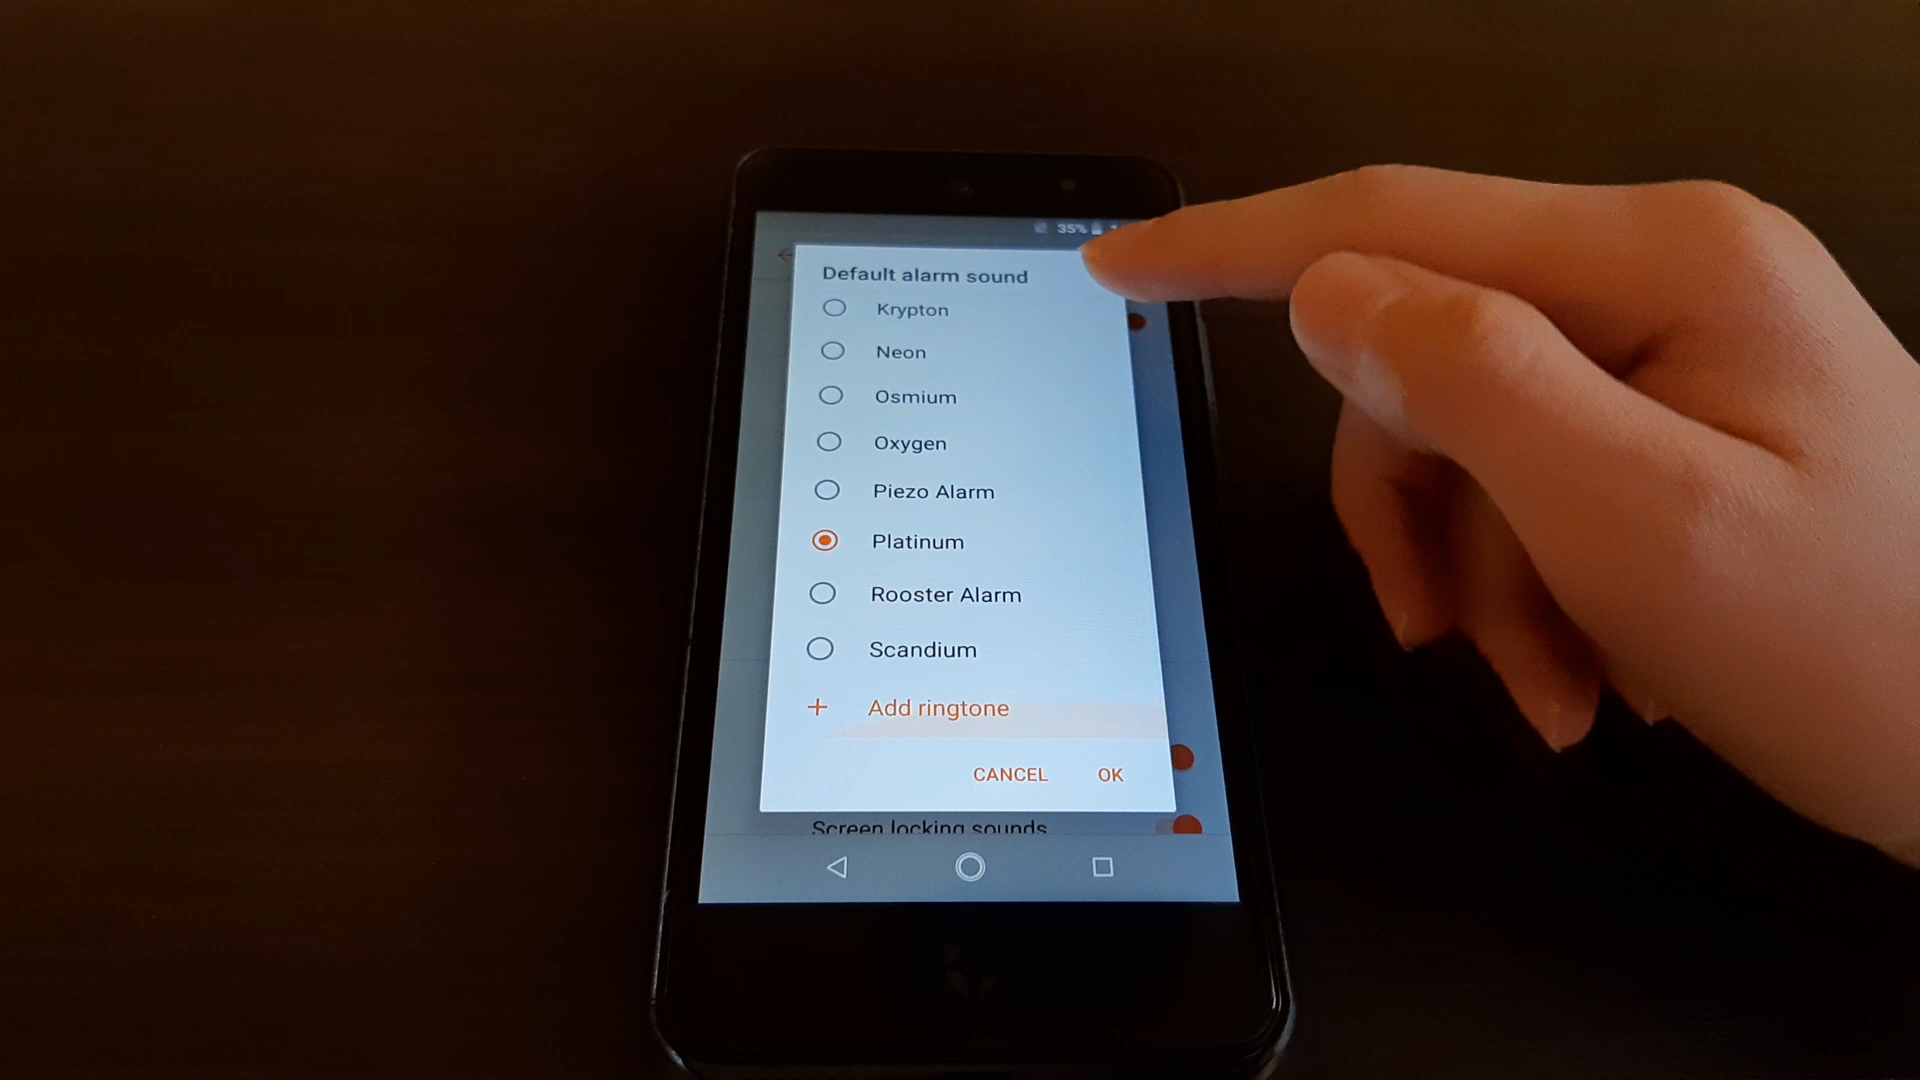 35%
Default alarm sound
Krypton
Neon
Osmium
Oxygen
Piezo Alarm
Platinum
Rooster Alarm
Scandium
+ Add ringtone
CANCEL OK
Screen locking sounds